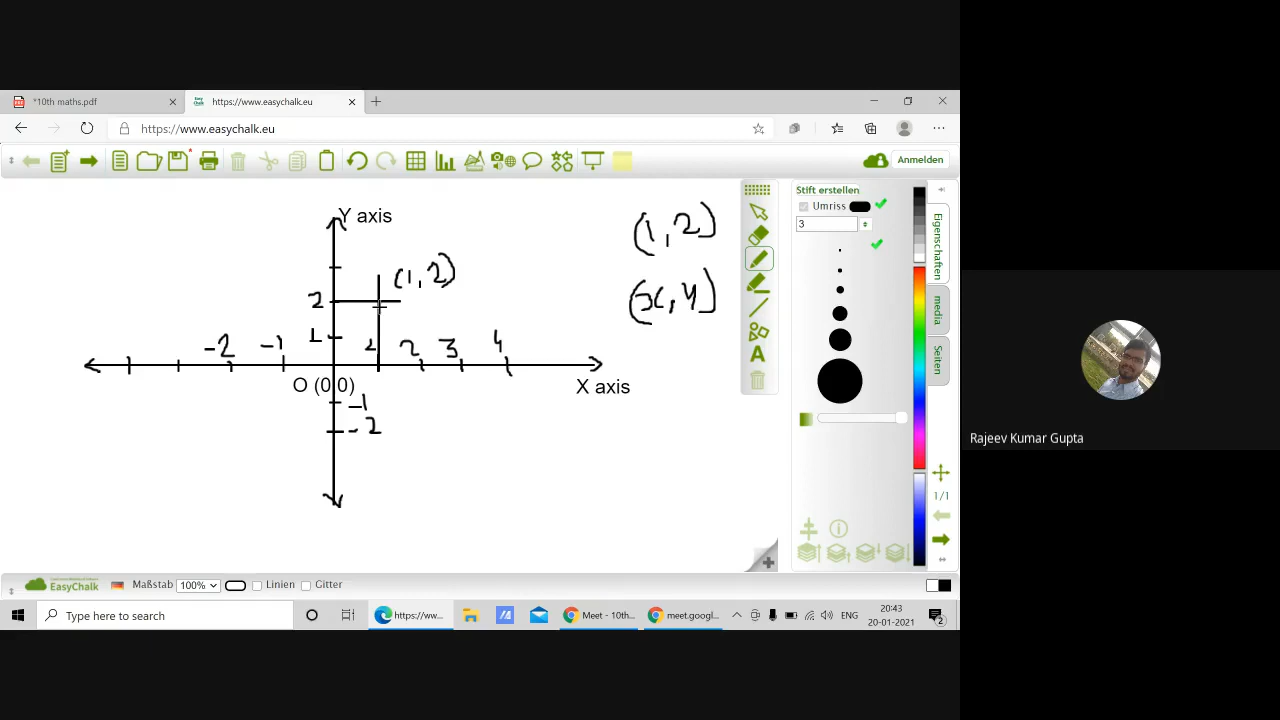 *10th maths.pdf
https://www.easychalk.eu
https://www.easychalk.eu
Anmelden
Stift erstellen
Umriss
3
Eigenschaften
media
Seiten
Y axis
(1, 2)
(1, 2)
(x, y)
2
1
-2 -1 1 2 3 4
O (0,0)
X axis
-1
-2
1/1
EasyChalk
Maßstab 100% Linien Gitter
Type here to search
https://ww...
Meet - 10th...
meet.googl...
ENG
20:43
20-01-2021
2
Rajeev Kumar Gupta